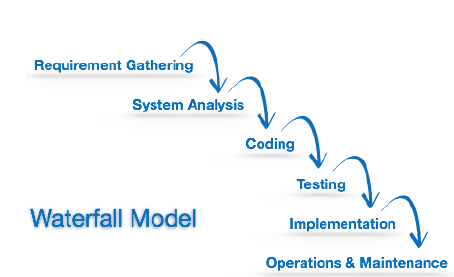 Requirement Gathering
System Analysis
Coding
Testing
Waterfall Model
Implementation
Operations & Maintenance